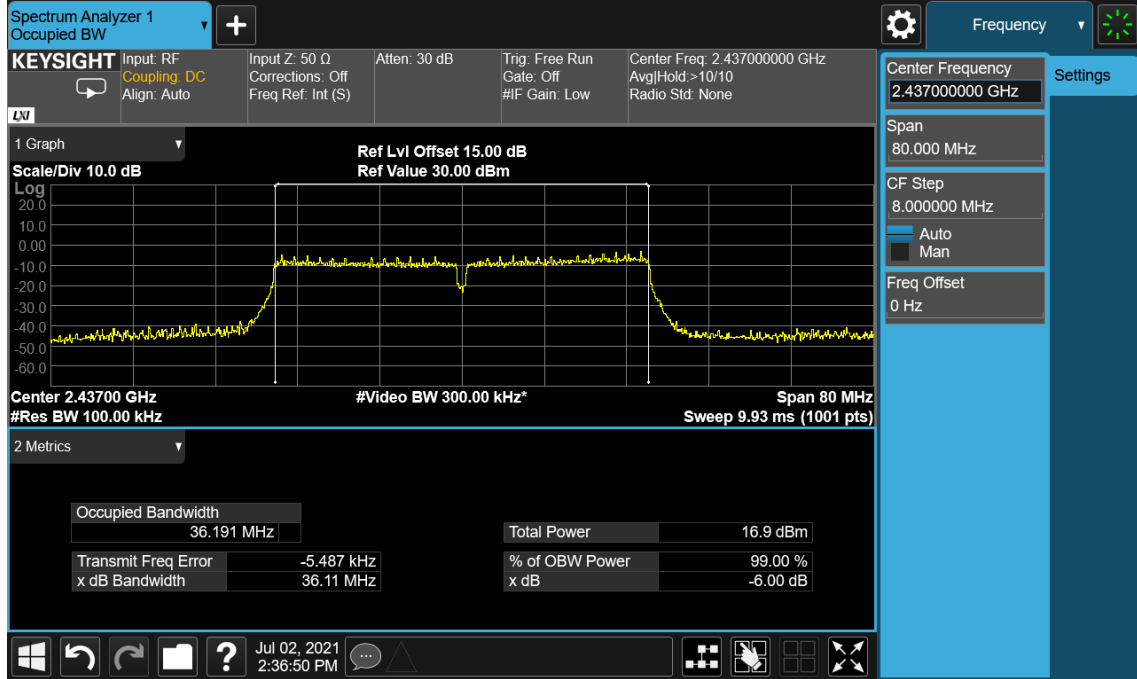 Spectrum Analyzer 1
Occupied BW
Frequency
KEYSIGHT
LXI
Input: RF
Coupling: DC
Align: Auto
Input Z: 50 Ω
Corrections: Off
Freq Ref: Int (S)
Atten: 30 dB
Trig: Free Run
Gate: Off
#IF Gain: Low
Center Freq: 2.437000000 GHz
Avg|Hold:>10/10
Radio Std: None
Center Frequency
2.437000000 GHz
Settings
Span
80.000 MHz
CF Step
8.000000 MHz
Auto
Man
Freq Offset
0 Hz
1 Graph
Scale/Div 10.0 dB
Ref Lvl Offset 15.00 dB
Ref Value 30.00 dBm
Log
20.0
10.0
0.00
-10.0
-20.0
-30.0
-40.0
-50.0
-60.0
Center 2.43700 GHz
#Video BW 300.00 kHz*
Span 80 MHz
#Res BW 100.00 kHz
Sweep 9.93 ms (1001 pts)
2 Metrics
Occupied Bandwidth
36.191 MHz
Total Power 16.9 dBm
Transmit Freq Error -5.487 kHz
% of OBW Power 99.00 %
x dB Bandwidth 36.11 MHz
x dB -6.00 dB
?
Jul 02, 2021
2:36:50 PM